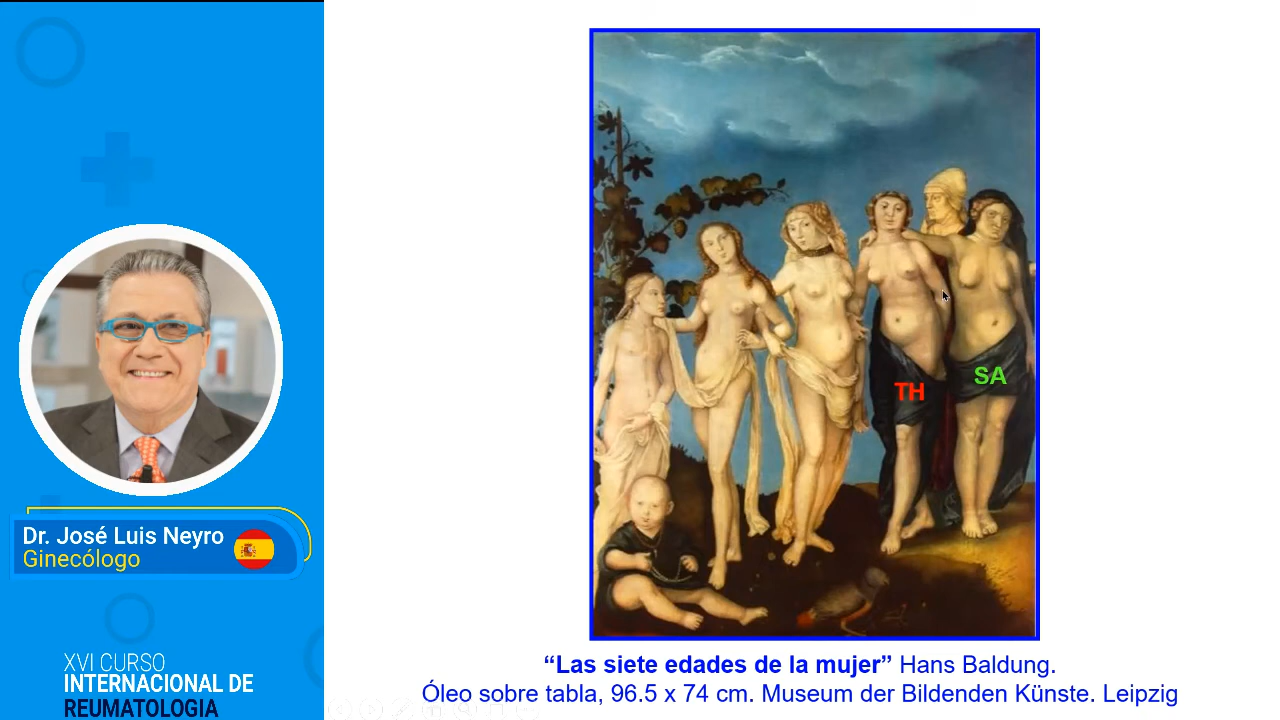 Dr. José Luis Neyro
Ginecólogo
XVI CURSO
INTERNACIONAL DE
REUMATOLOGIA
TH
SA
“Las siete edades de la mujer” Hans Baldung.
Óleo sobre tabla, 96.5 x 74 cm. Museum der Bildenden Künste. Leipzig